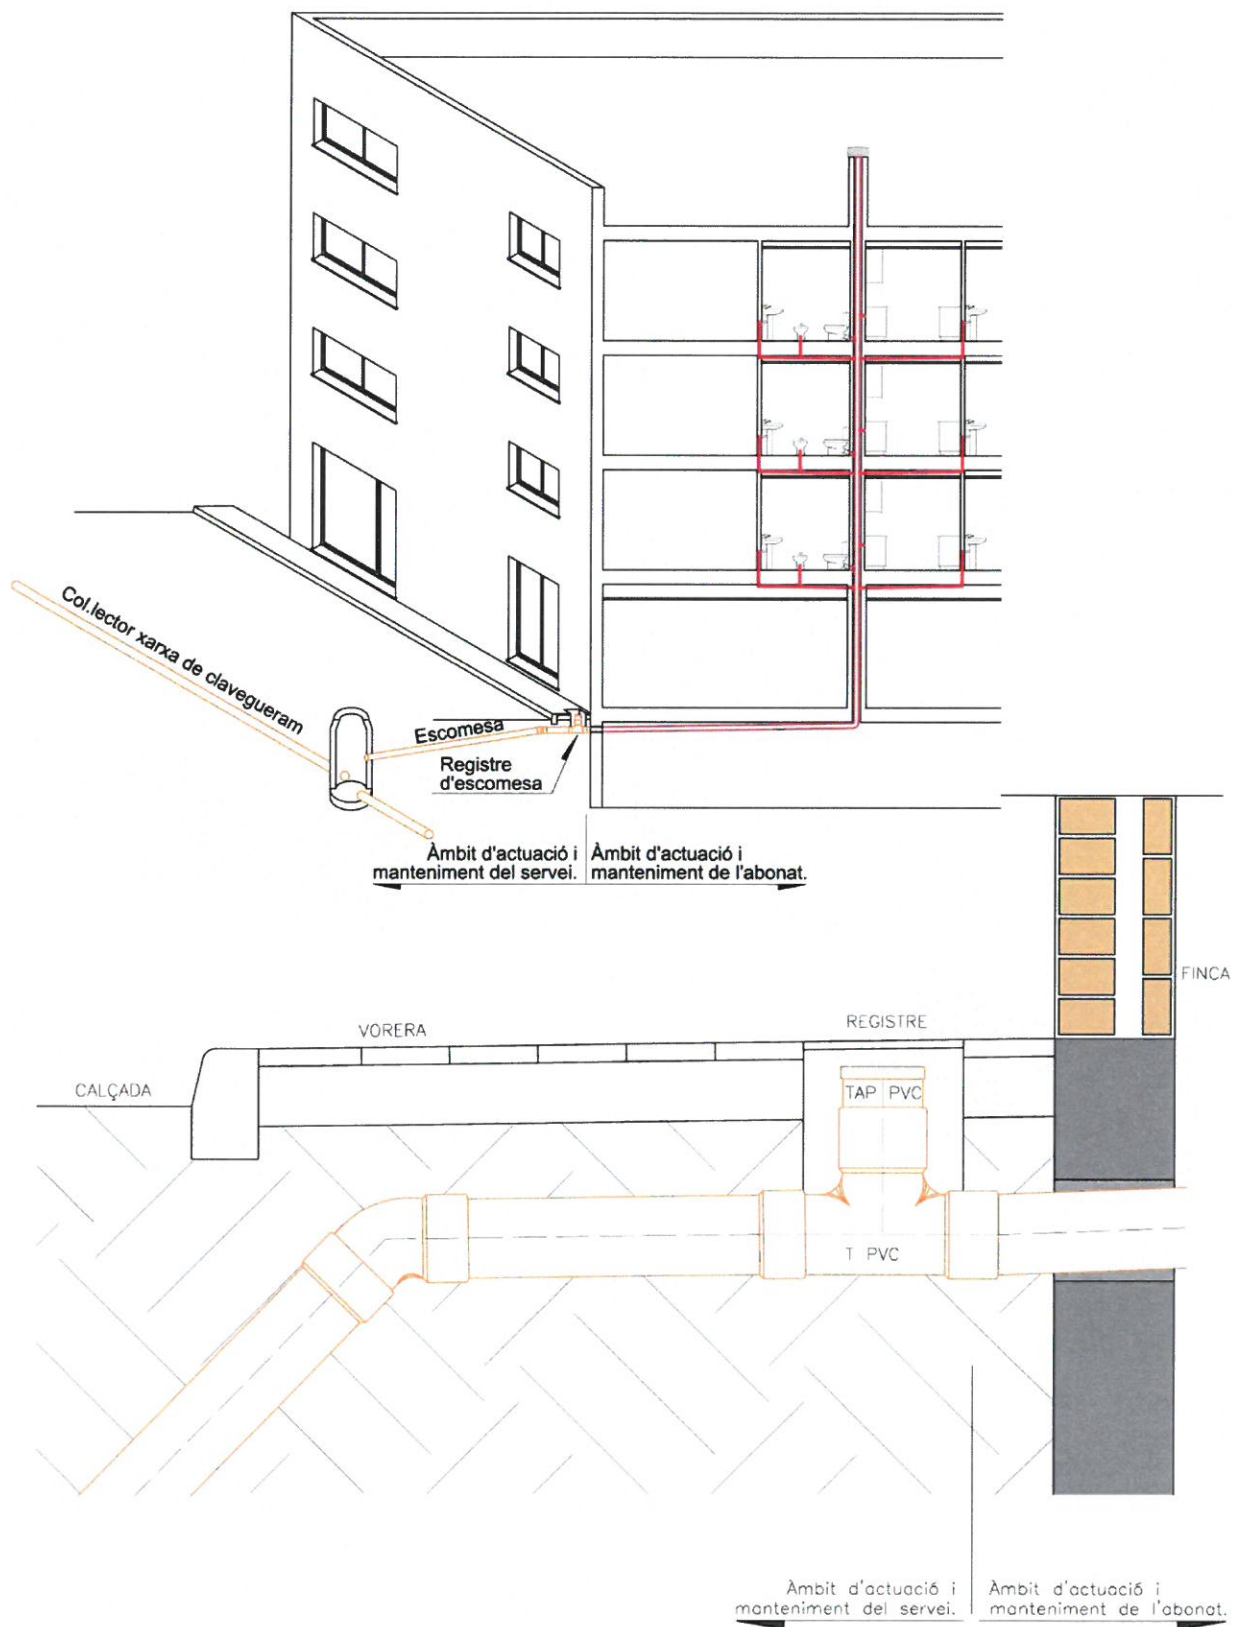 Col.lector xarxa de clavegueram
Escomesa
Registre
d'escomesa
Àmbit d'actuació i
manteniment del servei.
Àmbit d'actuació i
manteniment de l'abonat.
FINCA
VORERA
REGISTRE
CALÇADA
TAP PVC
T PVC
Àmbit d'actuació i
manteniment del servei.
Àmbit d'actuació i
manteniment de l'abonat.